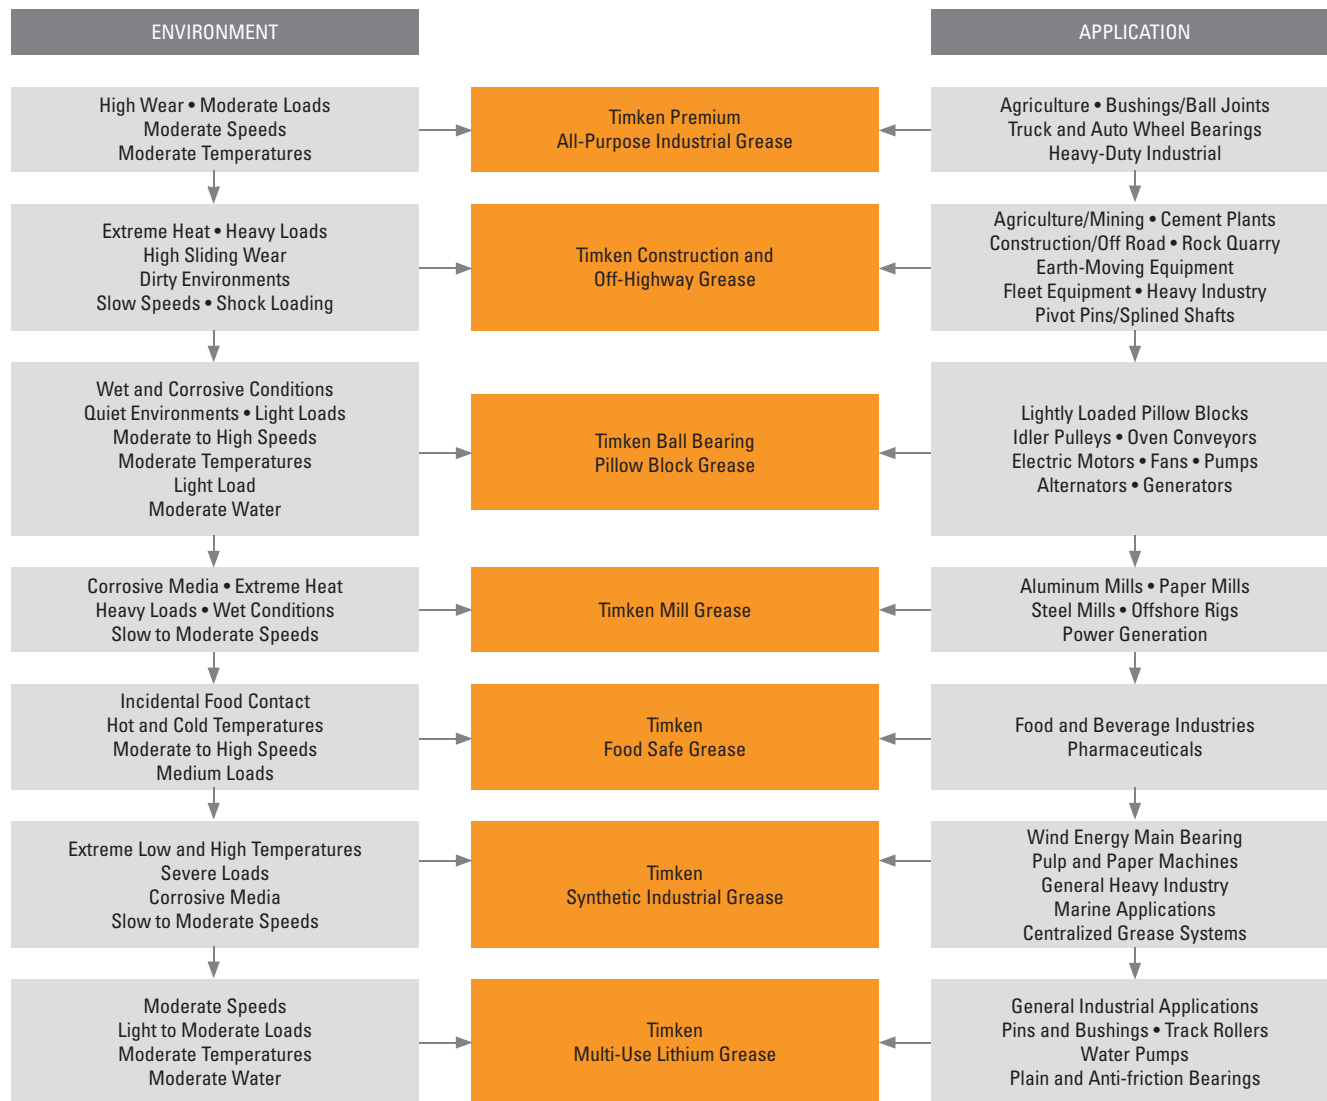 ENVIRONMENT
APPLICATION
High Wear • Moderate Loads
Moderate Speeds
Moderate Temperatures
Timken Premium
All-Purpose Industrial Grease
Agriculture • Bushings/Ball Joints
Truck and Auto Wheel Bearings
Heavy-Duty Industrial
Extreme Heat • Heavy Loads
High Sliding Wear
Dirty Environments
Slow Speeds • Shock Loading
Timken Construction and
Off-Highway Grease
Agriculture/Mining • Cement Plants
Construction/Off Road • Rock Quarry
Earth-Moving Equipment
Fleet Equipment • Heavy Industry
Pivot Pins/Splined Shafts
Wet and Corrosive Conditions
Quiet Environments • Light Loads
Moderate to High Speeds
Moderate Temperatures
Light Load
Moderate Water
Timken Ball Bearing
Pillow Block Grease
Lightly Loaded Pillow Blocks
Idler Pulleys • Oven Conveyors
Electric Motors • Fans • Pumps
Alternators • Generators
Corrosive Media • Extreme Heat
Heavy Loads • Wet Conditions
Slow to Moderate Speeds
Timken Mill Grease
Aluminum Mills • Paper Mills
Steel Mills • Offshore Rigs
Power Generation
Incidental Food Contact
Hot and Cold Temperatures
Moderate to High Speeds
Medium Loads
Timken
Food Safe Grease
Food and Beverage Industries
Pharmaceuticals
Extreme Low and High Temperatures
Severe Loads
Corrosive Media
Slow to Moderate Speeds
Timken
Synthetic Industrial Grease
Wind Energy Main Bearing
Pulp and Paper Machines
General Heavy Industry
Marine Applications
Centralized Grease Systems
Moderate Speeds
Light to Moderate Loads
Moderate Temperatures
Moderate Water
Timken
Multi-Use Lithium Grease
General Industrial Applications
Pins and Bushings • Track Rollers
Water Pumps
Plain and Anti-friction Bearings